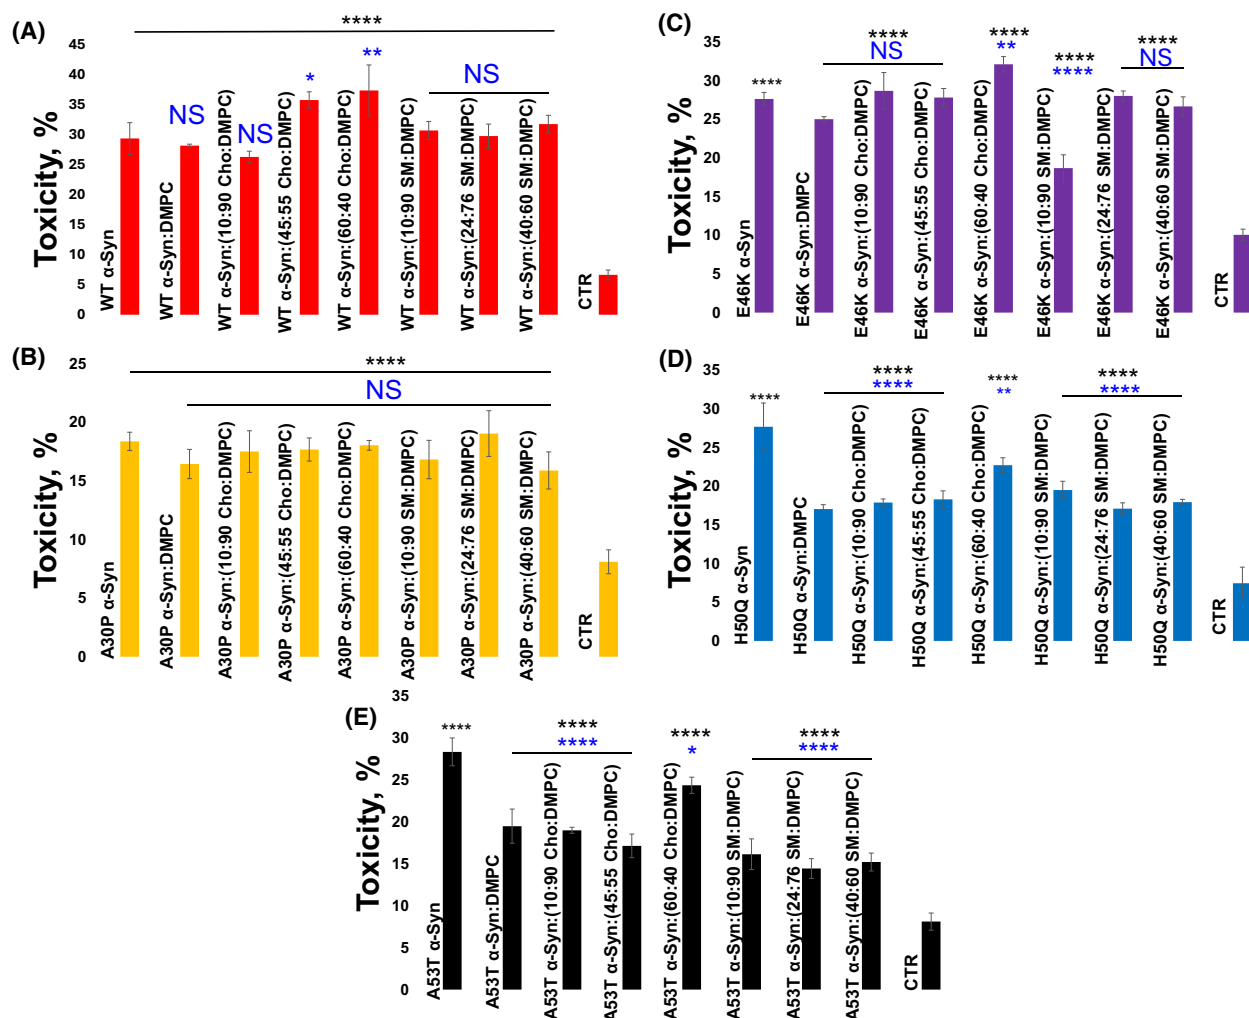 (A)
****
45
40
35
30
25
20
15
10
5
0
Toxicity, %
NS
NS
*
**
NS
WT α-Syn
WT α-Syn:DMPC
WT α-Syn:(10:90 Cho:DMPC)
WT α-Syn:(45:55 Cho:DMPC)
WT α-Syn:(60:40 Cho:DMPC)
WT α-Syn:(10:90 SM:DMPC)
WT α-Syn:(24:76 SM:DMPC)
WT α-Syn:(40:60 SM:DMPC)
CTR
(C)
35
30
25
20
15
10
5
0
Toxicity, %
****
****
NS
****
**
****
****
****
NS
E46K α-Syn
E46K α-Syn:DMPC
E46K α-Syn:(10:90 Cho:DMPC)
E46K α-Syn:(45:55 Cho:DMPC)
E46K α-Syn:(60:40 Cho:DMPC)
E46K α-Syn:(10:90 SM:DMPC)
E46K α-Syn:(24:76 SM:DMPC)
E46K α-Syn:(40:60 SM:DMPC)
CTR
(B)
25
20
15
10
5
0
Toxicity, %
****
NS
A30P α-Syn
A30P α-Syn:DMPC
A30P α-Syn:(10:90 Cho:DMPC)
A30P α-Syn:(45:55 Cho:DMPC)
A30P α-Syn:(60:40 Cho:DMPC)
A30P α-Syn:(10:90 SM:DMPC)
A30P α-Syn:(24:76 SM:DMPC)
A30P α-Syn:(40:60 SM:DMPC)
CTR
(D)
35
30
25
20
15
10
5
0
Toxicity, %
****
****
****
****
**
****
****
H50Q α-Syn
H50Q α-Syn:DMPC
H50Q α-Syn:(10:90 Cho:DMPC)
H50Q α-Syn:(45:55 Cho:DMPC)
H50Q α-Syn:(60:40 Cho:DMPC)
H50Q α-Syn:(10:90 SM:DMPC)
H50Q α-Syn:(24:76 SM:DMPC)
H50Q α-Syn:(40:60 SM:DMPC)
CTR
(E)
35
30
25
20
15
10
5
0
Toxicity, %
****
****
****
****
*
****
****
A53T α-Syn
A53T α-Syn:DMPC
A53T α-Syn:(10:90 Cho:DMPC)
A53T α-Syn:(45:55 Cho:DMPC)
A53T α-Syn:(60:40 Cho:DMPC)
A53T α-Syn:(10:90 SM:DMPC)
A53T α-Syn:(24:76 SM:DMPC)
A53T α-Syn:(40:60 SM:DMPC)
CTR